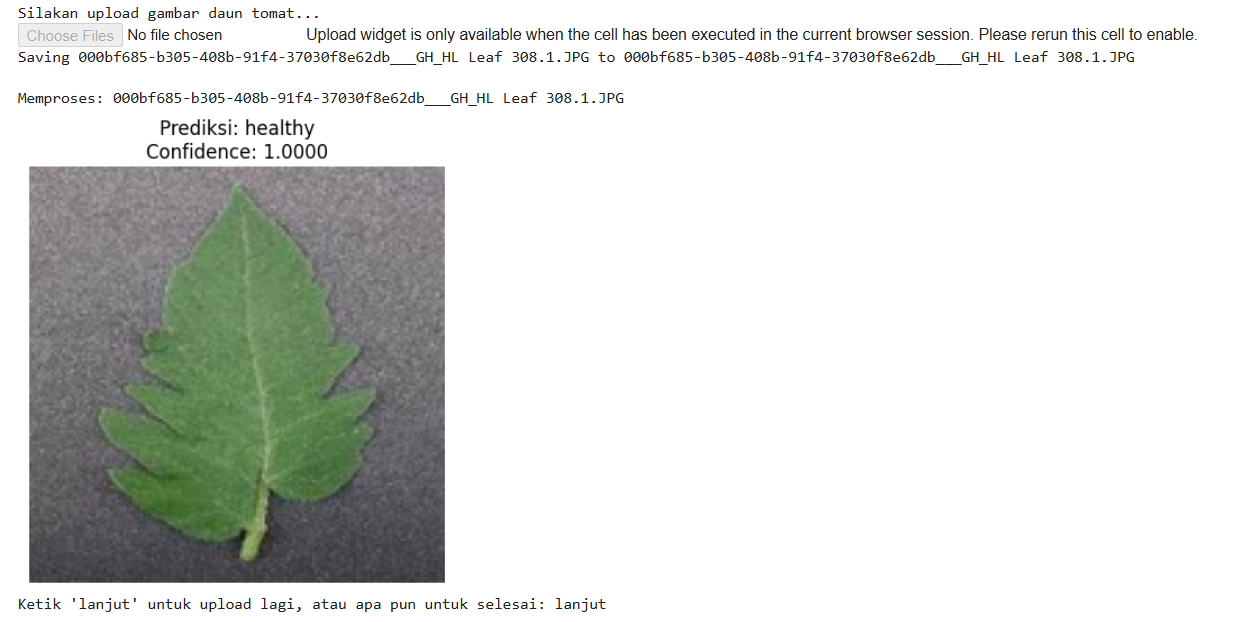 Silakan upload gambar daun tomat...
Choose Files No file chosen Upload widget is only available when the cell has been executed in the current browser session. Please rerun this cell to enable.
Saving 000bf685-b305-408b-91f4-37030f8e62db___GH_HL Leaf 308.1.JPG to 000bf685-b305-408b-91f4-37030f8e62db___GH_HL Leaf 308.1.JPG
Memproses: 000bf685-b305-408b-91f4-37030f8e62db___GH_HL Leaf 308.1.JPG
Prediksi: healthy
Confidence: 1.0000
Ketik 'lanjut' untuk upload lagi, atau apa pun untuk selesai: lanjut